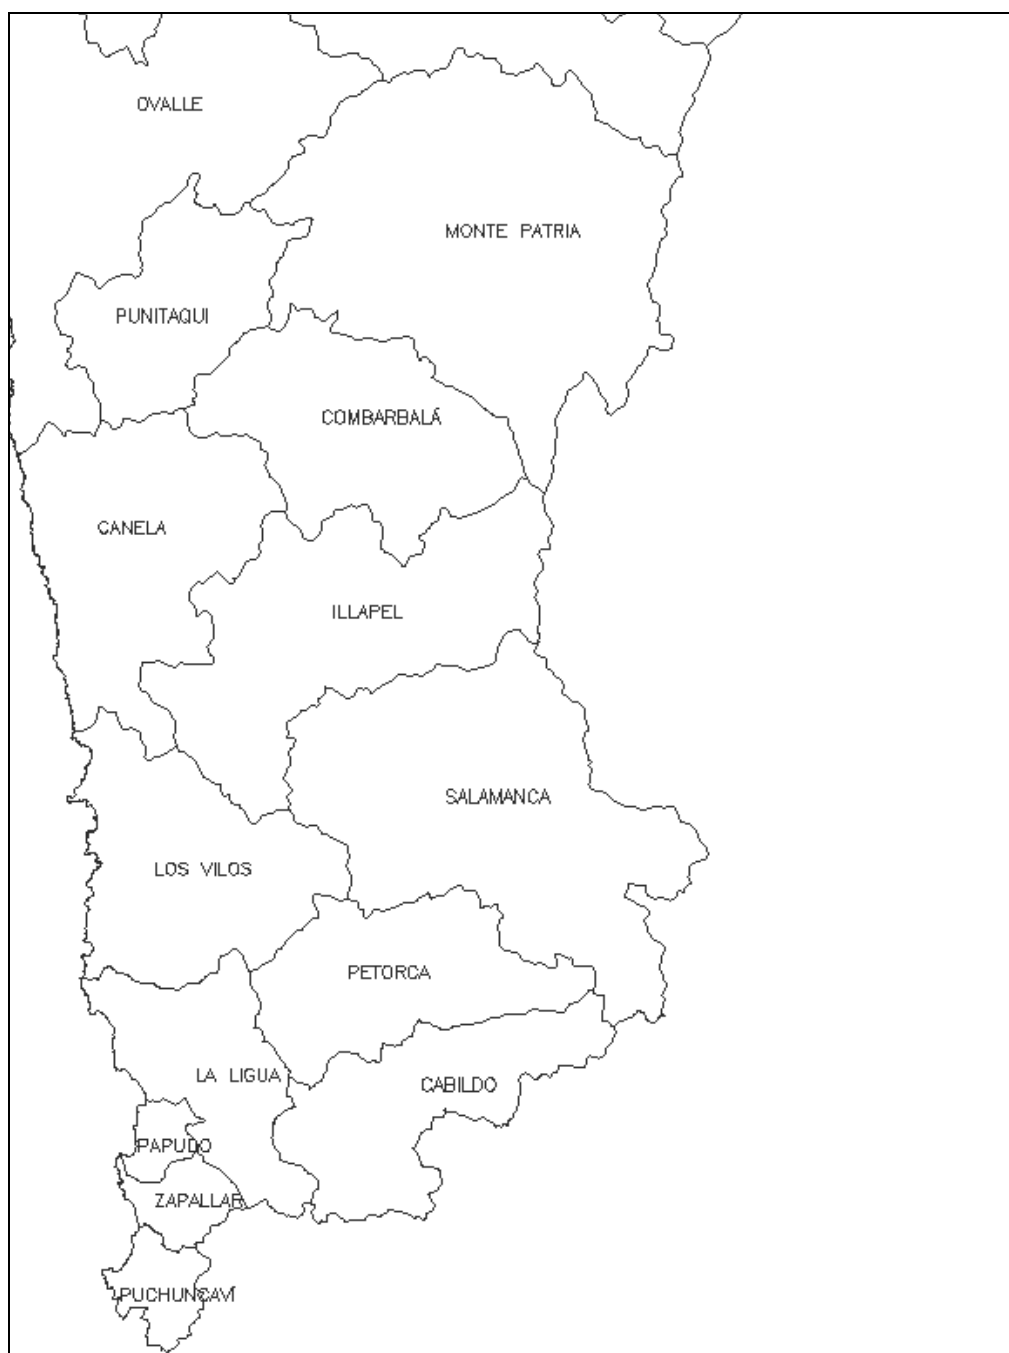 OVALLE
MONTE PATRIA
PUNITAQUI
COMBARBALÁ
CANELA
ILLAPEL
SALAMANCA
LOS VILOS
PETORCA
LA LIGUA
CABILDO
PAPUDO
ZAPALLAR
PUCHUNCAVÍ